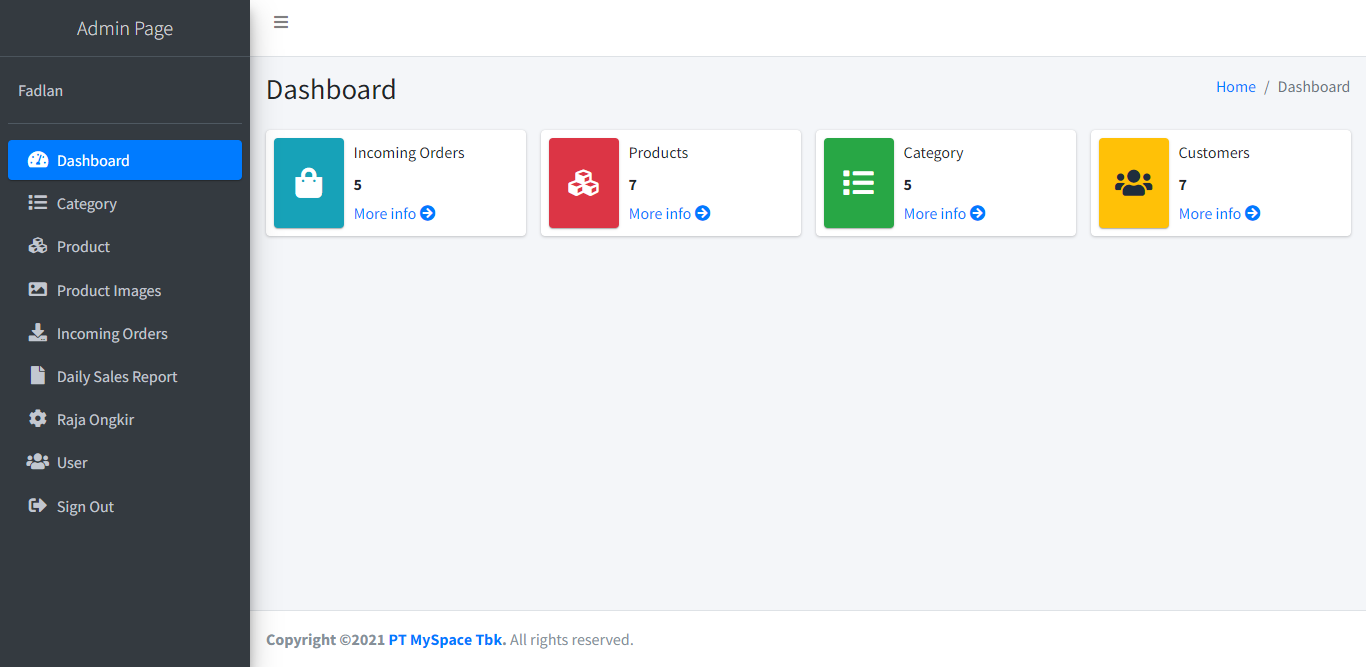 Admin Page
Fadlan
Dashboard
Category
Product
Product Images
Incoming Orders
Daily Sales Report
Raja Ongkir
User
Sign Out
Dashboard
Home / Dashboard
Incoming Orders
5
More info
Products
7
More info
Category
5
More info
Customers
7
More info
Copyright ©2021 PT MySpace Tbk. All rights reserved.